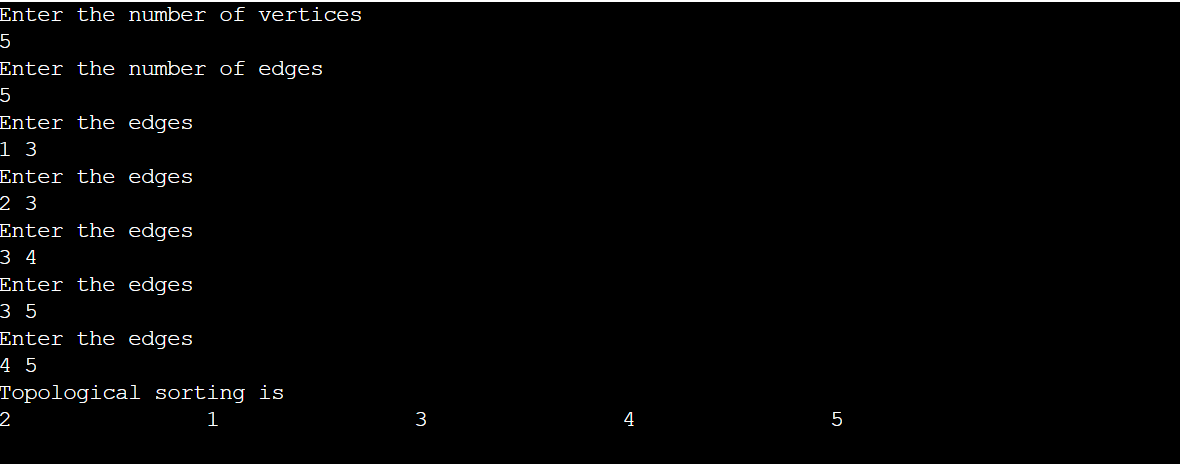 Enter the number of vertices
5
Enter the number of edges
5
Enter the edges
1 3
Enter the edges
2 3
Enter the edges
3 4
Enter the edges
3 5
Enter the edges
4 5
Topological sorting is
2 1 3 4 5